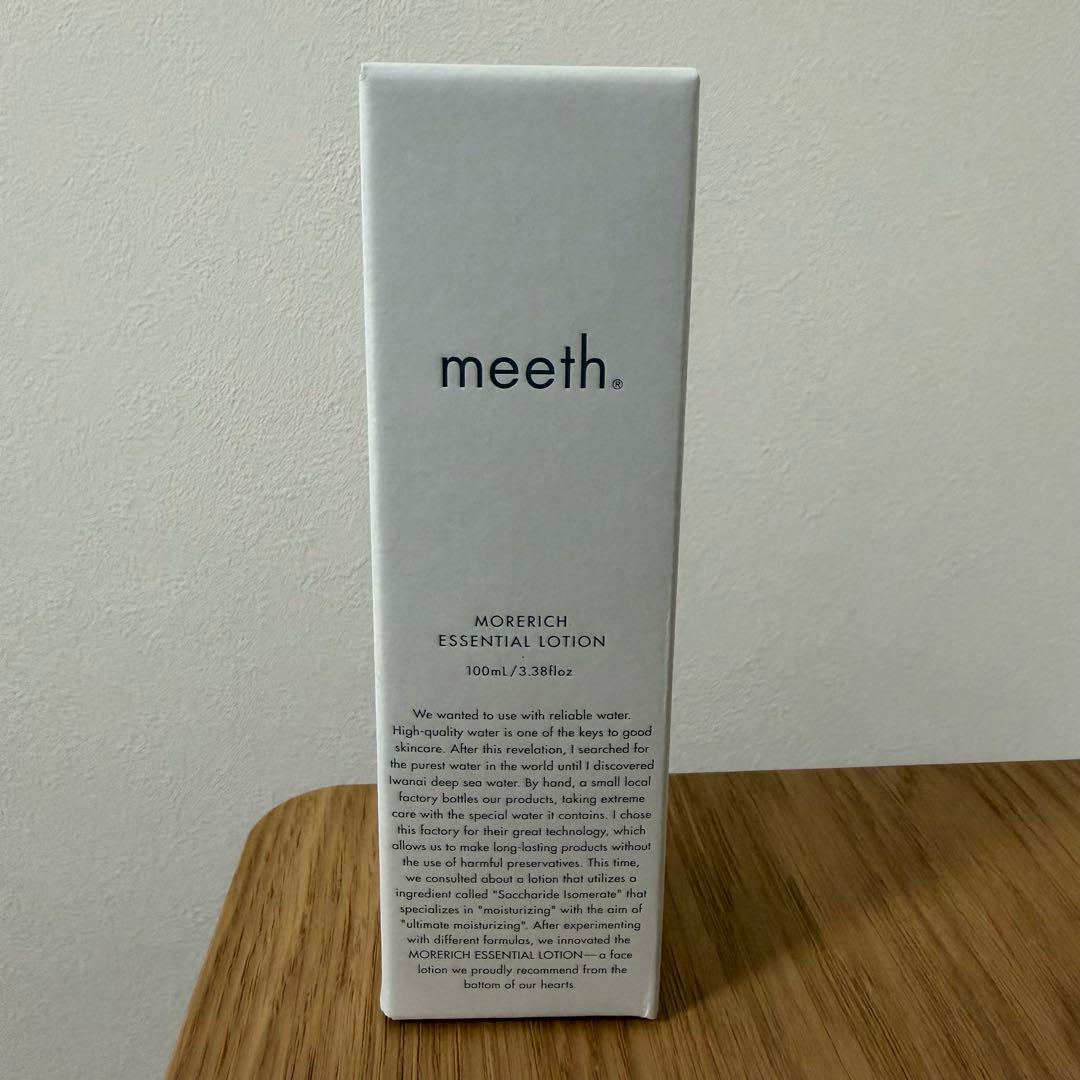 meeth®
MORERICH
ESSENTIAL LOTION
100mL/3.38floz
We wanted to use with reliable water.
High-quality water is one of the keys to good
skincare. After this revelation, I searched for
the purest water in the world until I discovered
Iwanai deep sea water. By hand, a small local
factory bottles our products, taking extreme
care with the special water it contains. I chose
this factory for their great technology, which
allows us to make long-lasting products without
the use of harmful preservatives. This time,
we consulted about a lotion that utilizes a
ingredient called "Saccharide Isomerate" that
specializes in "moisturizing" with the aim of
"ultimate moisturizing". After experimenting
with different formulas, we innovated the
MORERICH ESSENTIAL LOTION—a face
lotion we proudly recommend from the
bottom of our hearts.